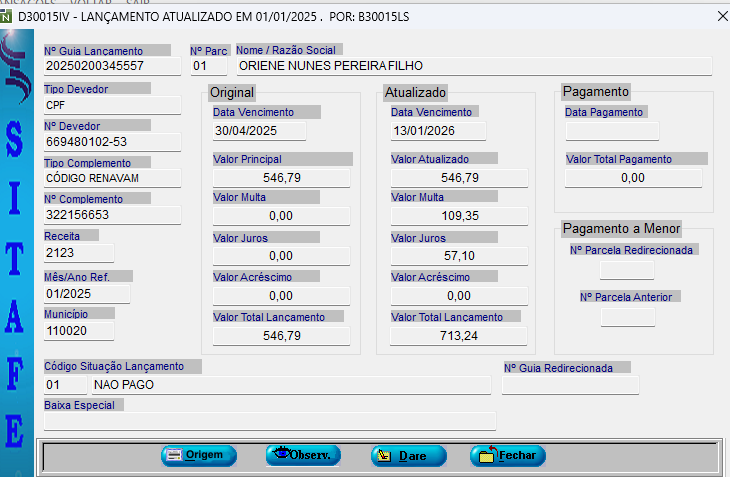 D30015IV - LANÇAMENTO ATUALIZADO EM 01/01/2025 . POR: B30015LS
SITAFE
Nº Guia Lançamento
20250200345557
Nº Parc
01
Nome / Razão Social
ORIENE NUNES PEREIRA FILHO
Tipo Devedor
CPF
Nº Devedor
669480102-53
Tipo Complemento
CÓDIGO RENAVAM
Nº Complemento
322156653
Receita
2123
Mês/Ano Ref.
01/2025
Município
110020
Original
Data Vencimento
30/04/2025
Valor Principal
546,79
Valor Multa
0,00
Valor Juros
0,00
Valor Acréscimo
0,00
Valor Total Lançamento
546,79
Atualizado
Data Vencimento
13/01/2026
Valor Atualizado
546,79
Valor Multa
109,35
Valor Juros
57,10
Valor Acréscimo
0,00
Valor Total Lançamento
713,24
Pagamento
Data Pagamento
Valor Total Pagamento
0,00
Pagamento a Menor
Nº Parcela Redirecionada
Nº Parcela Anterior
Código Situação Lançamento
01 NAO PAGO
Nº Guia Redirecionada
Baixa Especial
Origem
Observ.
Dare
Fechar